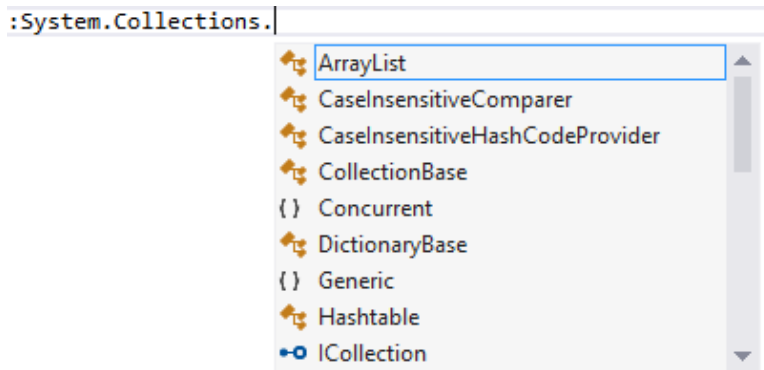 :System.Collections.
ArrayList
CaseInsensitiveComparer
CaseInsensitiveHashCodeProvider
CollectionBase
{ } Concurrent
DictionaryBase
{ } Generic
Hashtable
ICollection